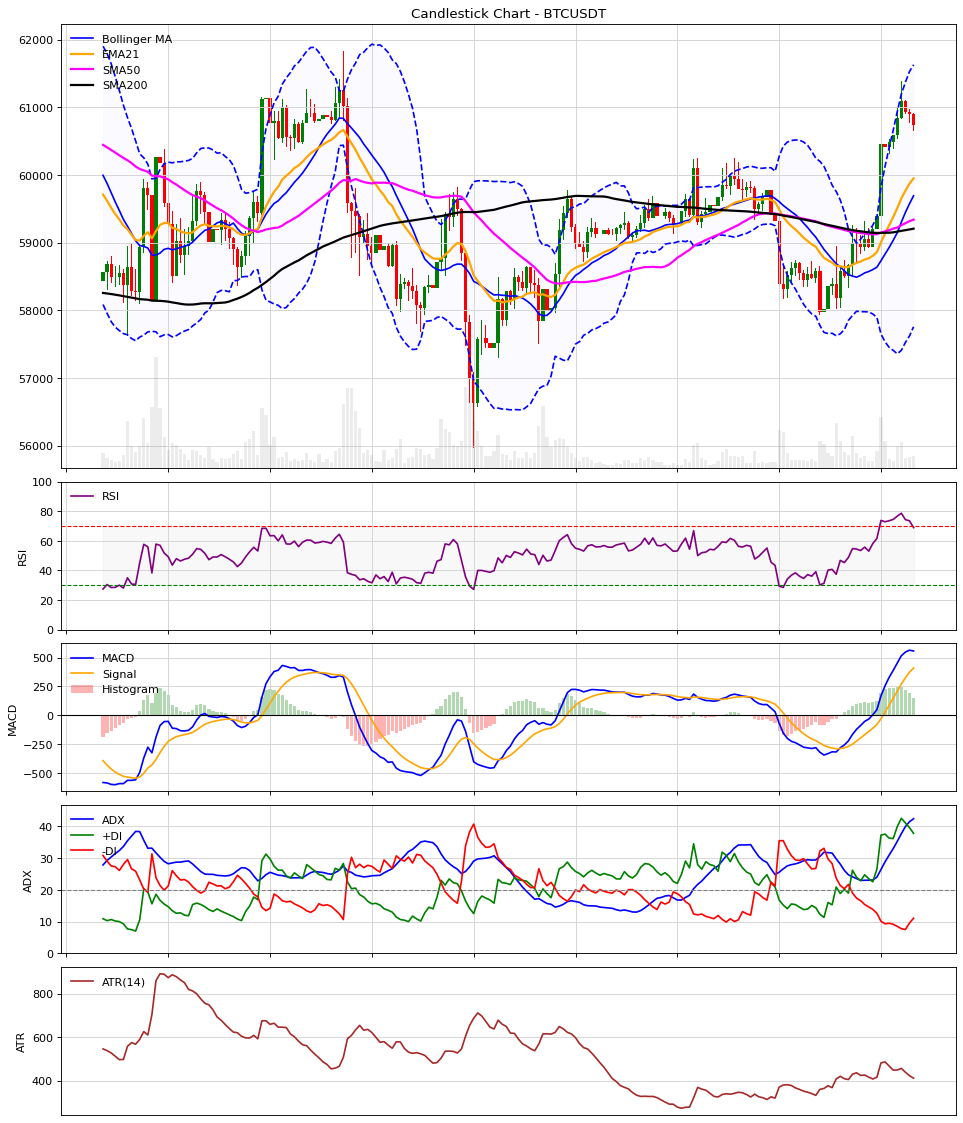 Candlestick Chart - BTCUSDT
62000
61000
60000
59000
58000
57000
56000
Bollinger MA
EMA21
SMA50
SMA200
100
80
60
40
20
0
RSI
RSI
500
250
0
−250
−500
MACD
MACD
Signal
Histogram
40
30
20
10
0
ADX
ADX
+DI
-DI
800
600
400
ATR
ATR(14)